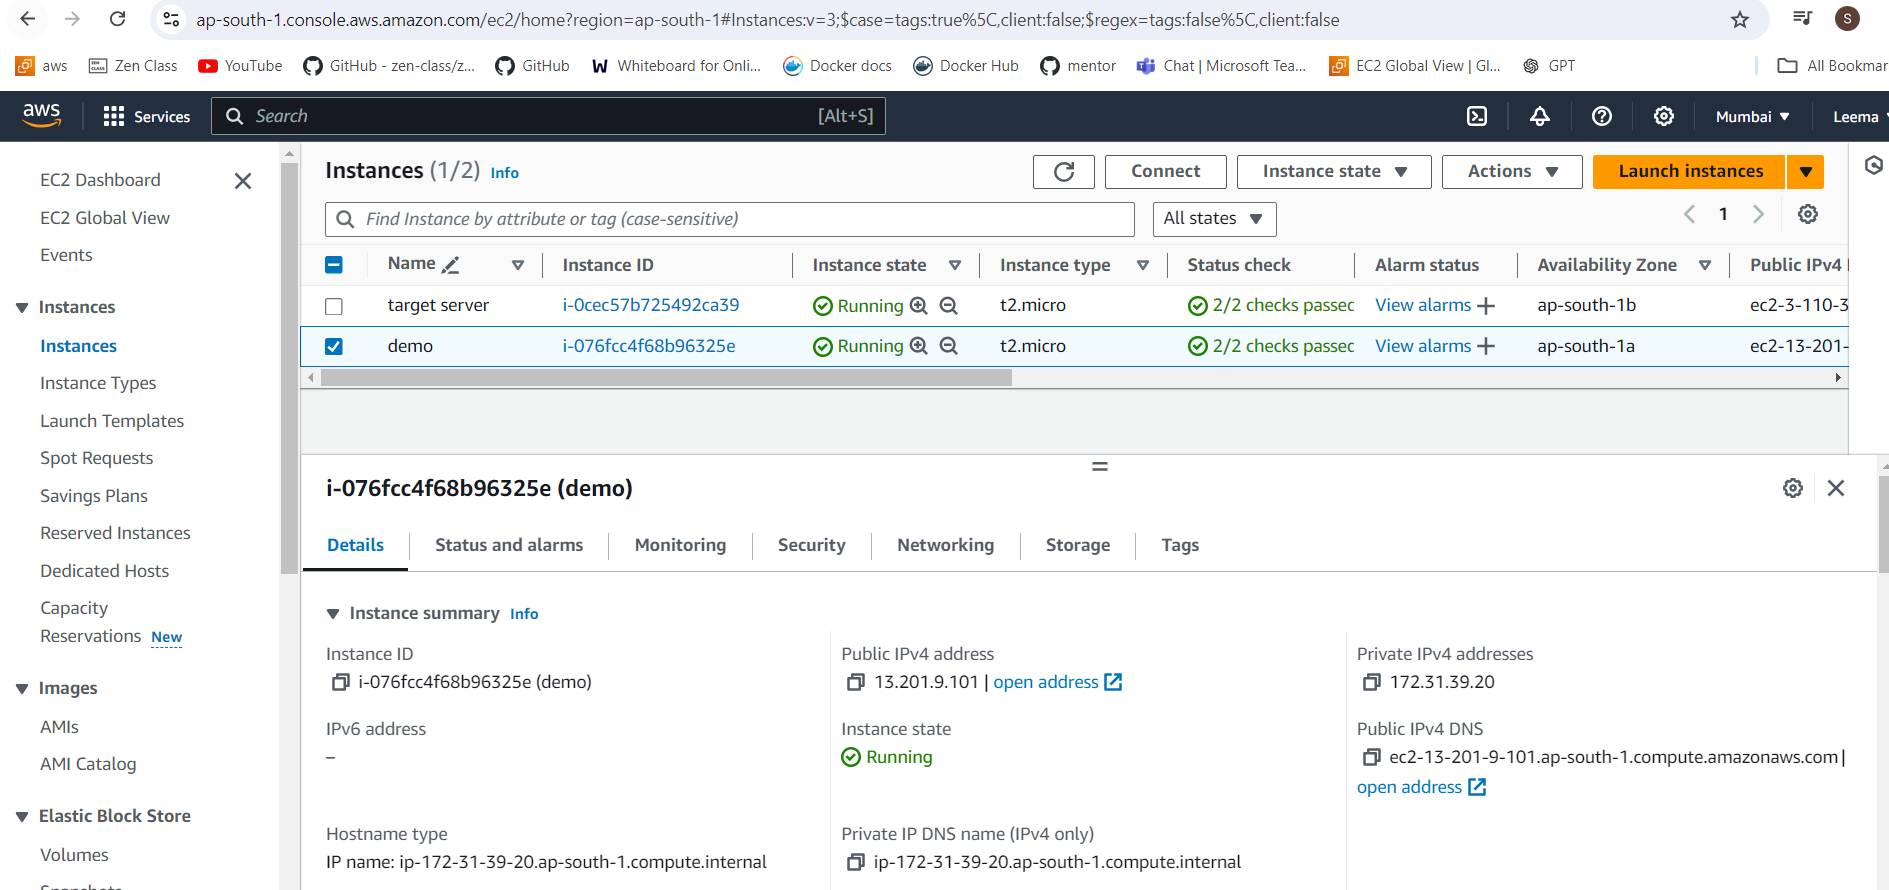 ap-south-1.console.aws.amazon.com/ec2/home?region=ap-south-1#Instances:v=3;$case=tags:true%5C,client:false;$regex=tags:false%5C,client:false
S
aws Zen Class YouTube GitHub - zen-class/z... GitHub Whiteboard for Onli... Docker docs Docker Hub mentor Chat | Microsoft Tea... EC2 Global View | Gl... GPT All Bookmar
aws Services Search [Alt+S] Mumbai Leema
EC2 Dashboard
EC2 Global View
Events
Instances
Instances
Instance Types
Launch Templates
Spot Requests
Savings Plans
Reserved Instances
Dedicated Hosts
Capacity
Reservations New
Images
AMIs
AMI Catalog
Elastic Block Store
Volumes
Snapshots
Instances (1/2) Info Connect Instance state Actions Launch instances
Find Instance by attribute or tag (case-sensitive) All states 1
Name Instance ID Instance state Instance type Status check Alarm status Availability Zone Public IPv4
target server i-0cec57b725492ca39 Running t2.micro 2/2 checks passec View alarms + ap-south-1b ec2-3-110-3
demo i-076fcc4f68b96325e Running t2.micro 2/2 checks passec View alarms + ap-south-1a ec2-13-201-
i-076fcc4f68b96325e (demo)
Details Status and alarms Monitoring Security Networking Storage Tags
Instance summary Info
Instance ID
i-076fcc4f68b96325e (demo)
Public IPv4 address
13.201.9.101 | open address
Private IPv4 addresses
172.31.39.20
IPv6 address
–
Instance state
Running
Public IPv4 DNS
ec2-13-201-9-101.ap-south-1.compute.amazonaws.com |
open address
Hostname type
IP name: ip-172-31-39-20.ap-south-1.compute.internal
Private IP DNS name (IPv4 only)
ip-172-31-39-20.ap-south-1.compute.internal